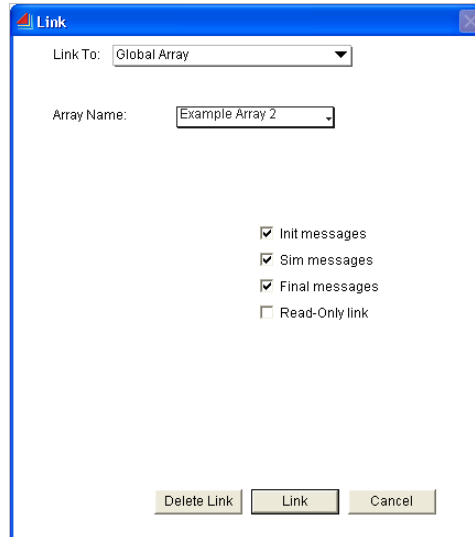 Link
Link To: Global Array
Array Name: Example Array 2
Init messages
Sim messages
Final messages
Read-Only link
Delete Link Link Cancel